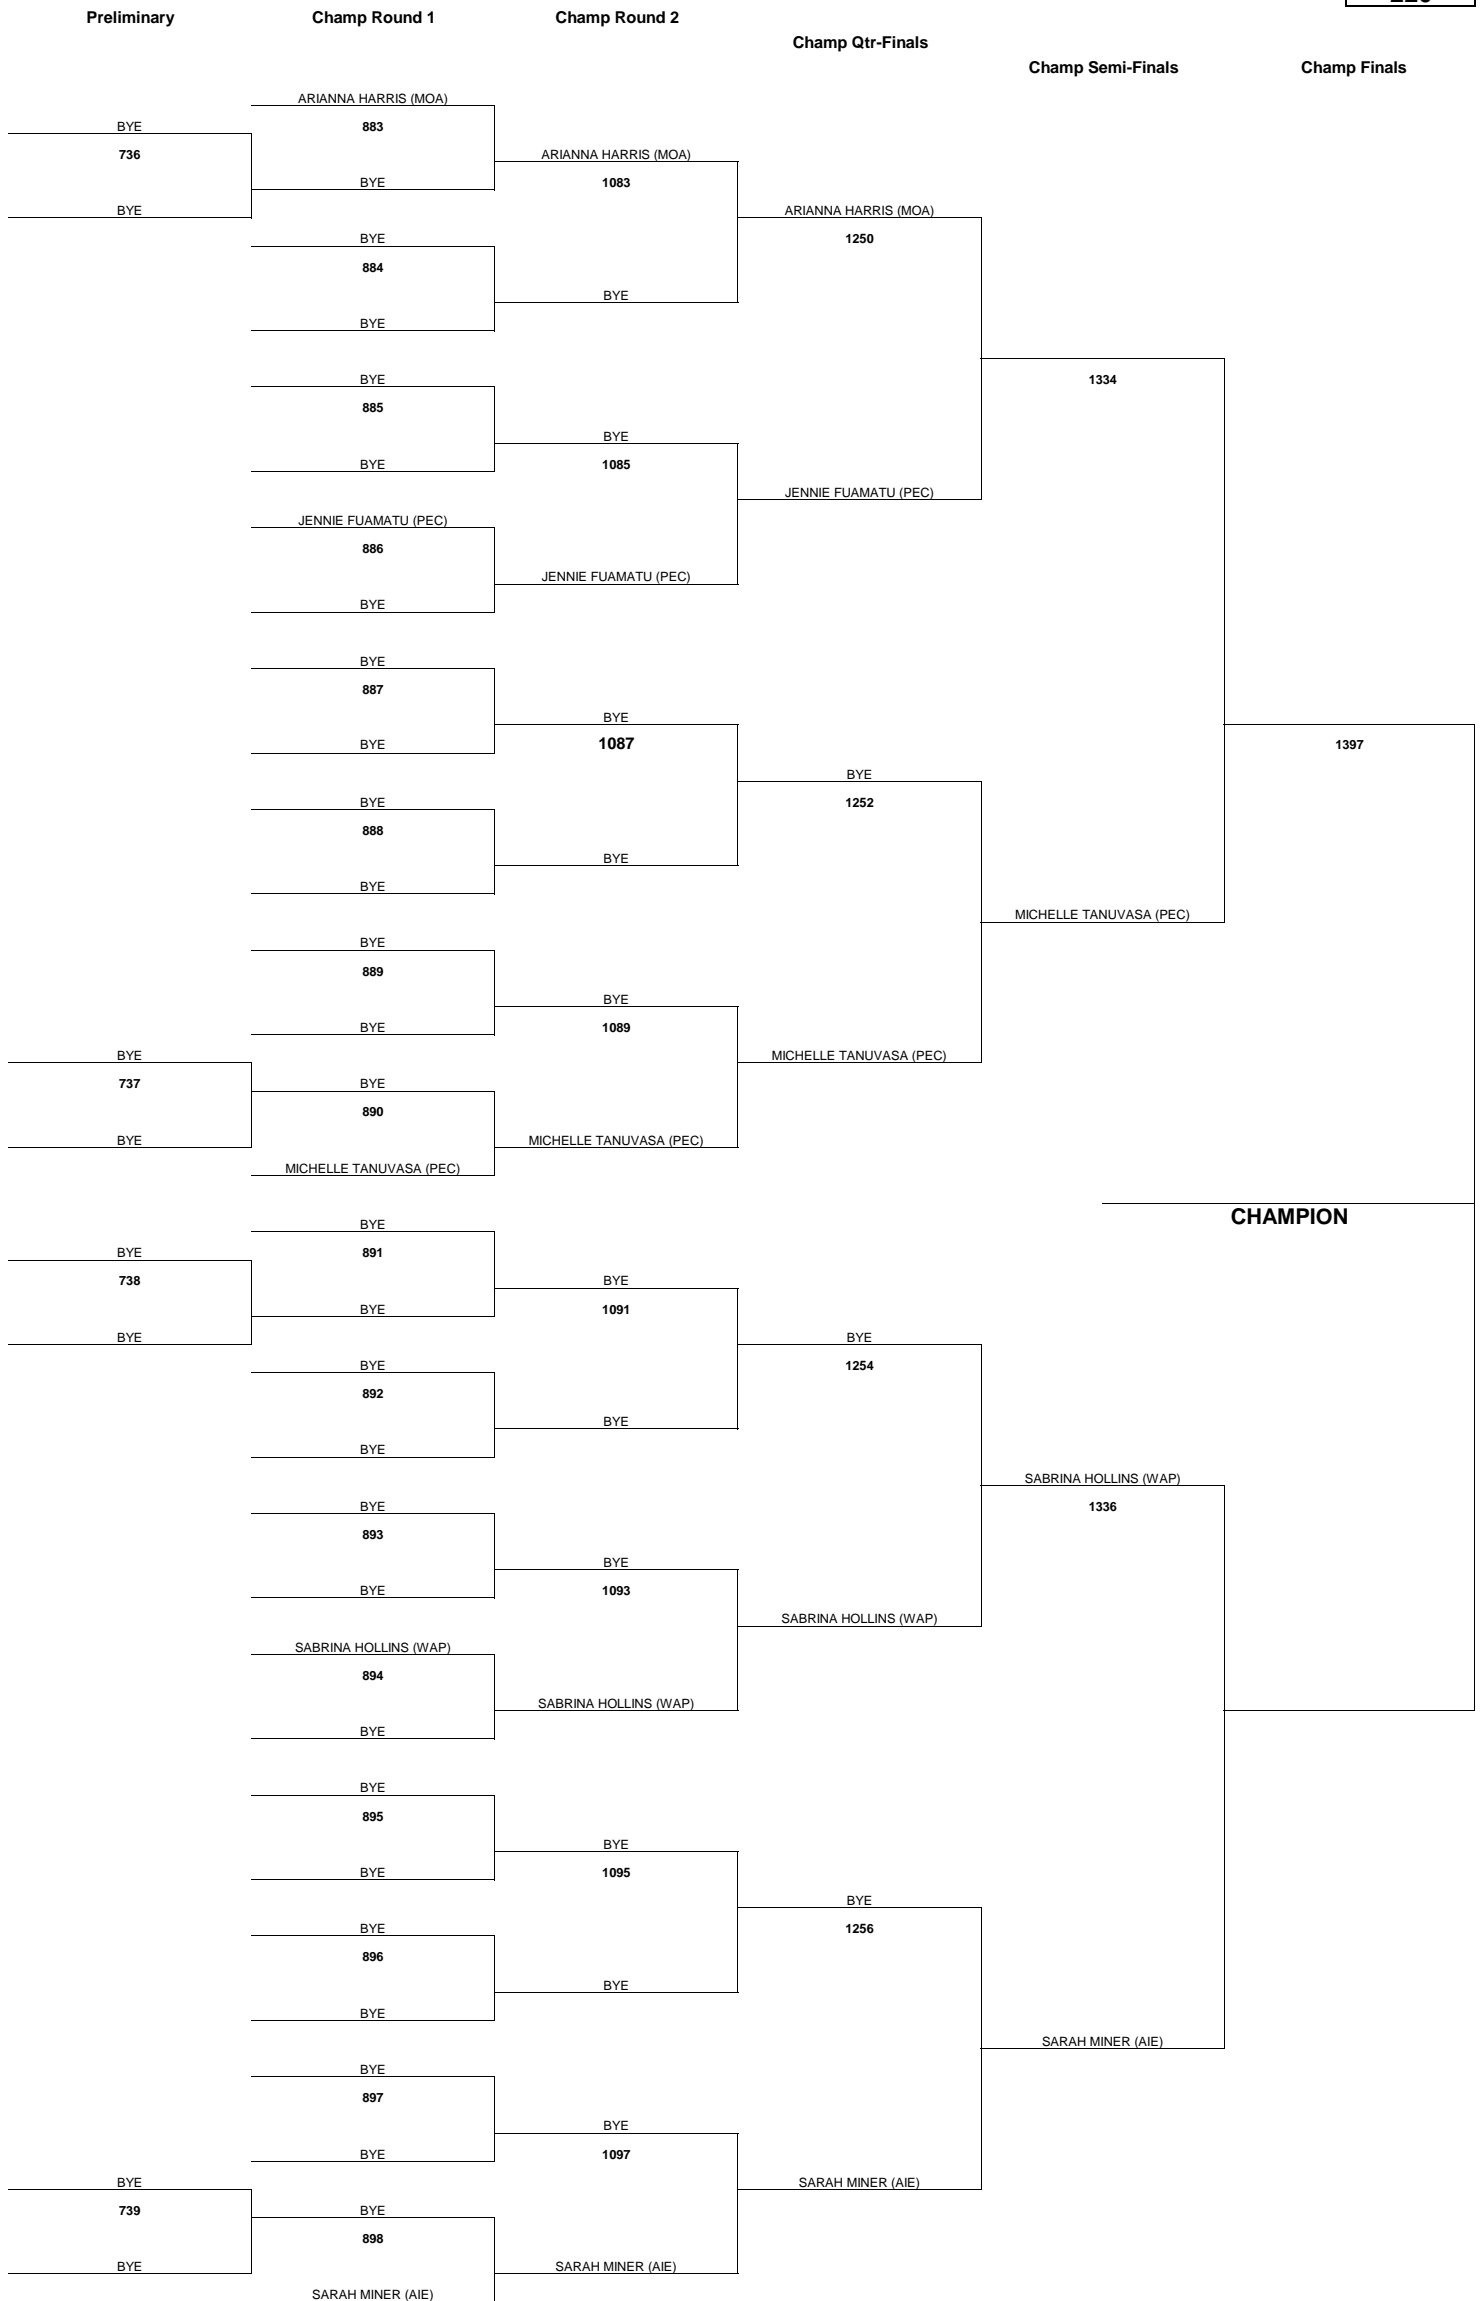 Preliminary
Champ Round 1
Champ Round 2
Champ Qtr-Finals
Champ Semi-Finals
Champ Finals
ARIANNA HARRIS (MOA)
BYE
883
736
ARIANNA HARRIS (MOA)
BYE
1083
BYE
ARIANNA HARRIS (MOA)
BYE
1250
884
BYE
BYE
BYE
1334
885
BYE
BYE
1085
JENNIE FUAMATU (PEC)
JENNIE FUAMATU (PEC)
886
JENNIE FUAMATU (PEC)
BYE
BYE
887
BYE
BYE
1087
1397
BYE
BYE
1252
888
BYE
BYE
MICHELLE TANUVASA (PEC)
BYE
889
BYE
BYE
1089
BYE
MICHELLE TANUVASA (PEC)
737
BYE
890
BYE
MICHELLE TANUVASA (PEC)
MICHELLE TANUVASA (PEC)
CHAMPION
BYE
BYE
891
738
BYE
BYE
1091
BYE
BYE
BYE
1254
892
BYE
BYE
SABRINA HOLLINS (WAP)
BYE
1336
893
BYE
BYE
1093
SABRINA HOLLINS (WAP)
SABRINA HOLLINS (WAP)
894
SABRINA HOLLINS (WAP)
BYE
BYE
895
BYE
BYE
1095
BYE
BYE
1256
896
BYE
BYE
SARAH MINER (AIE)
BYE
897
BYE
BYE
1097
BYE
SARAH MINER (AIE)
739
BYE
898
BYE
SARAH MINER (AIE)
SARAH MINER (AIE)